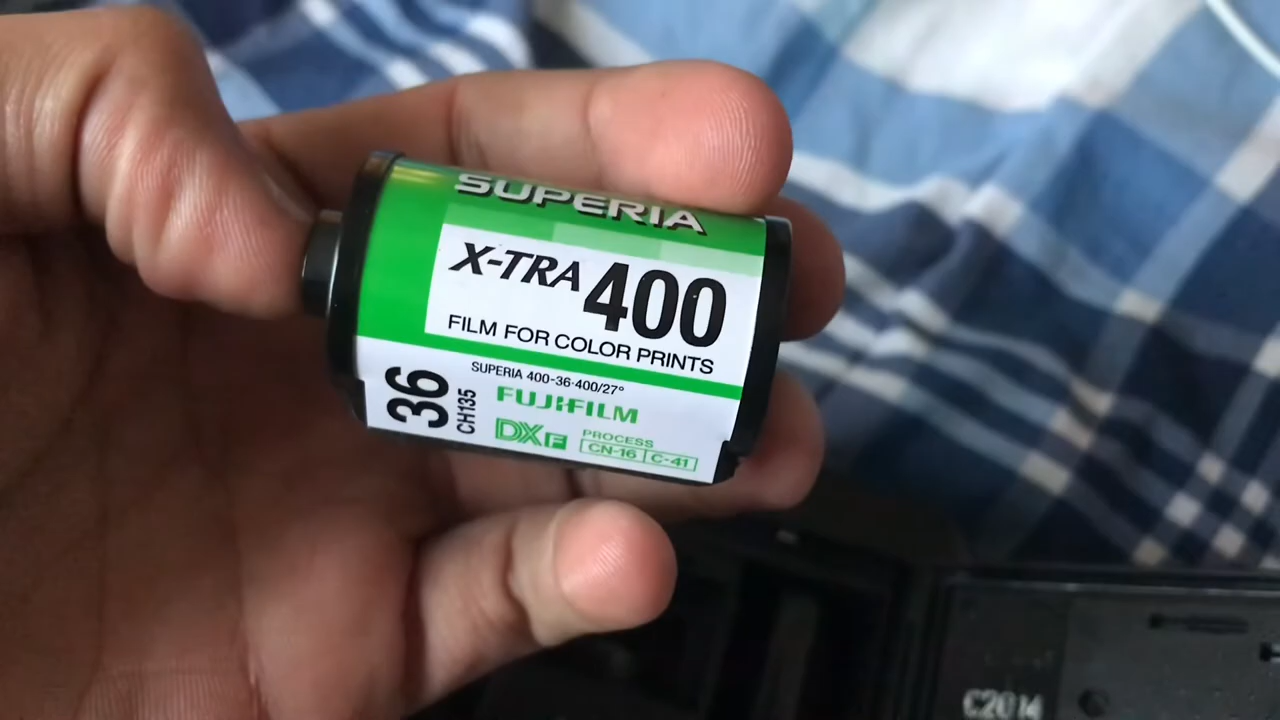 SUPERIA
X-TRA 400
FILM FOR COLOR PRINTS
36
CH135
SUPERIA 400-36-400/27°
FUJIFILM
DXF
PROCESS
CN-16 C-41
C2014